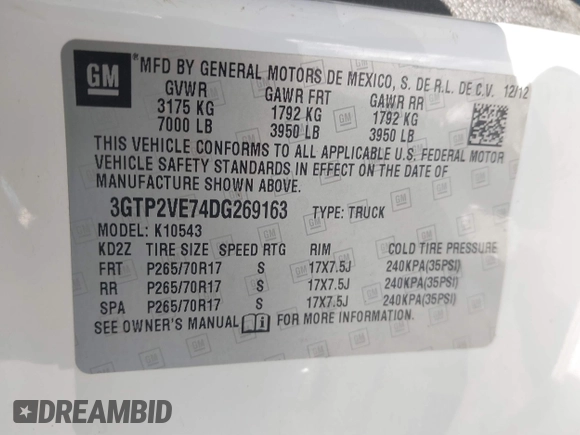 GM
*MFD BY GENERAL MOTORS DE MEXICO, S. DE R.L. DE C.V. 12/12
GVWR GAWR FRT GAWR RR
3175 KG 1792 KG 1792 KG
7000 LB 3950 LB 3950 LB
THIS VEHICLE CONFORMS TO ALL APPLICABLE U.S. FEDERAL MOTOR
VEHICLE SAFETY STANDARDS IN EFFECT ON THE DATE OF
MANUFACTURE SHOWN ABOVE.
3GTP2VE74DG269163 TYPE: TRUCK
MODEL: K10543
KD2Z TIRE SIZE SPEED RTG RIM COLD TIRE PRESSURE
FRT P265/70R17 S 17X7.5J 240KPA(35PSI)
RR P265/70R17 S 17X7.5J 240KPA(35PSI)
SPA P265/70R17 S 17X7.5J 240KPA(35PSI)
SEE OWNER'S MANUAL FOR MORE INFORMATION.
DREAMBID